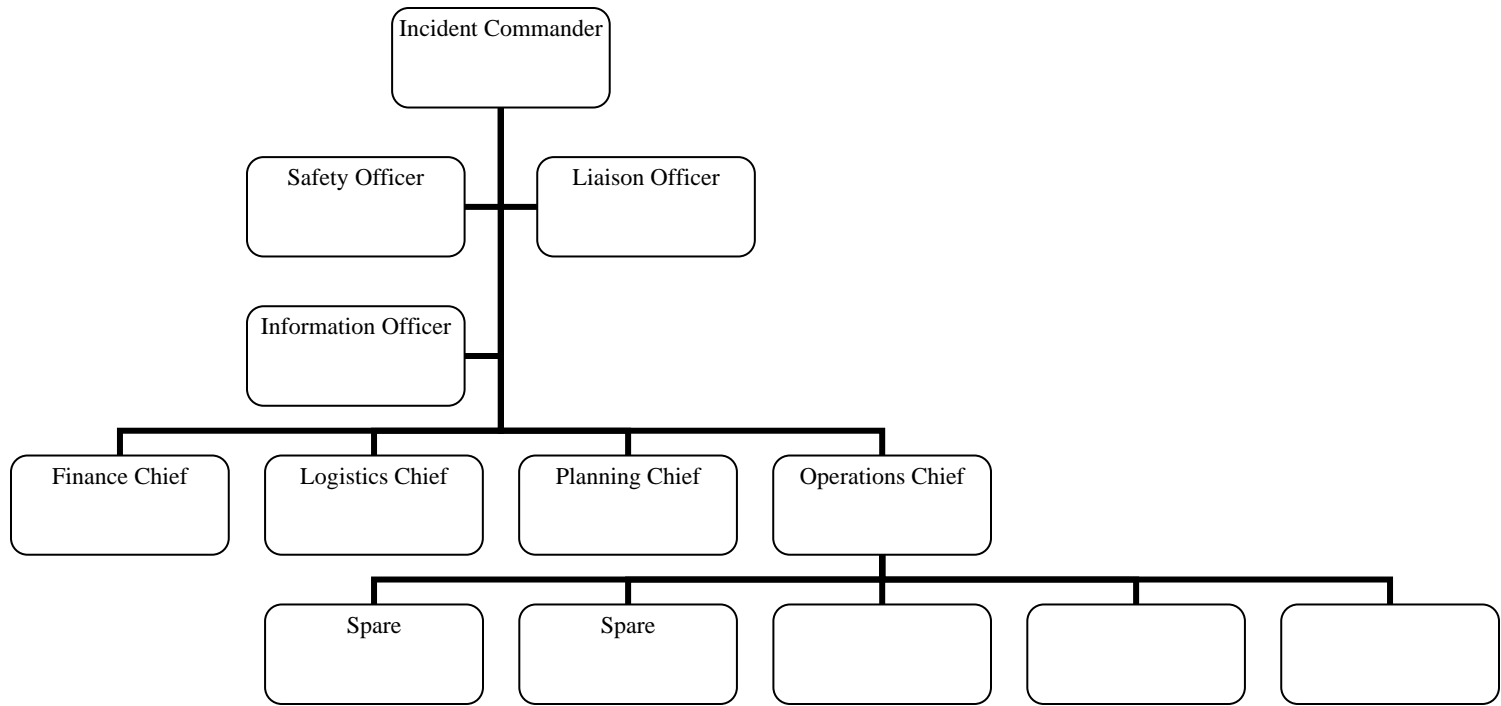 Incident Commander
Safety Officer
Liaison Officer
Information Officer
Finance Chief
Logistics Chief
Planning Chief
Operations Chief
Spare
Spare